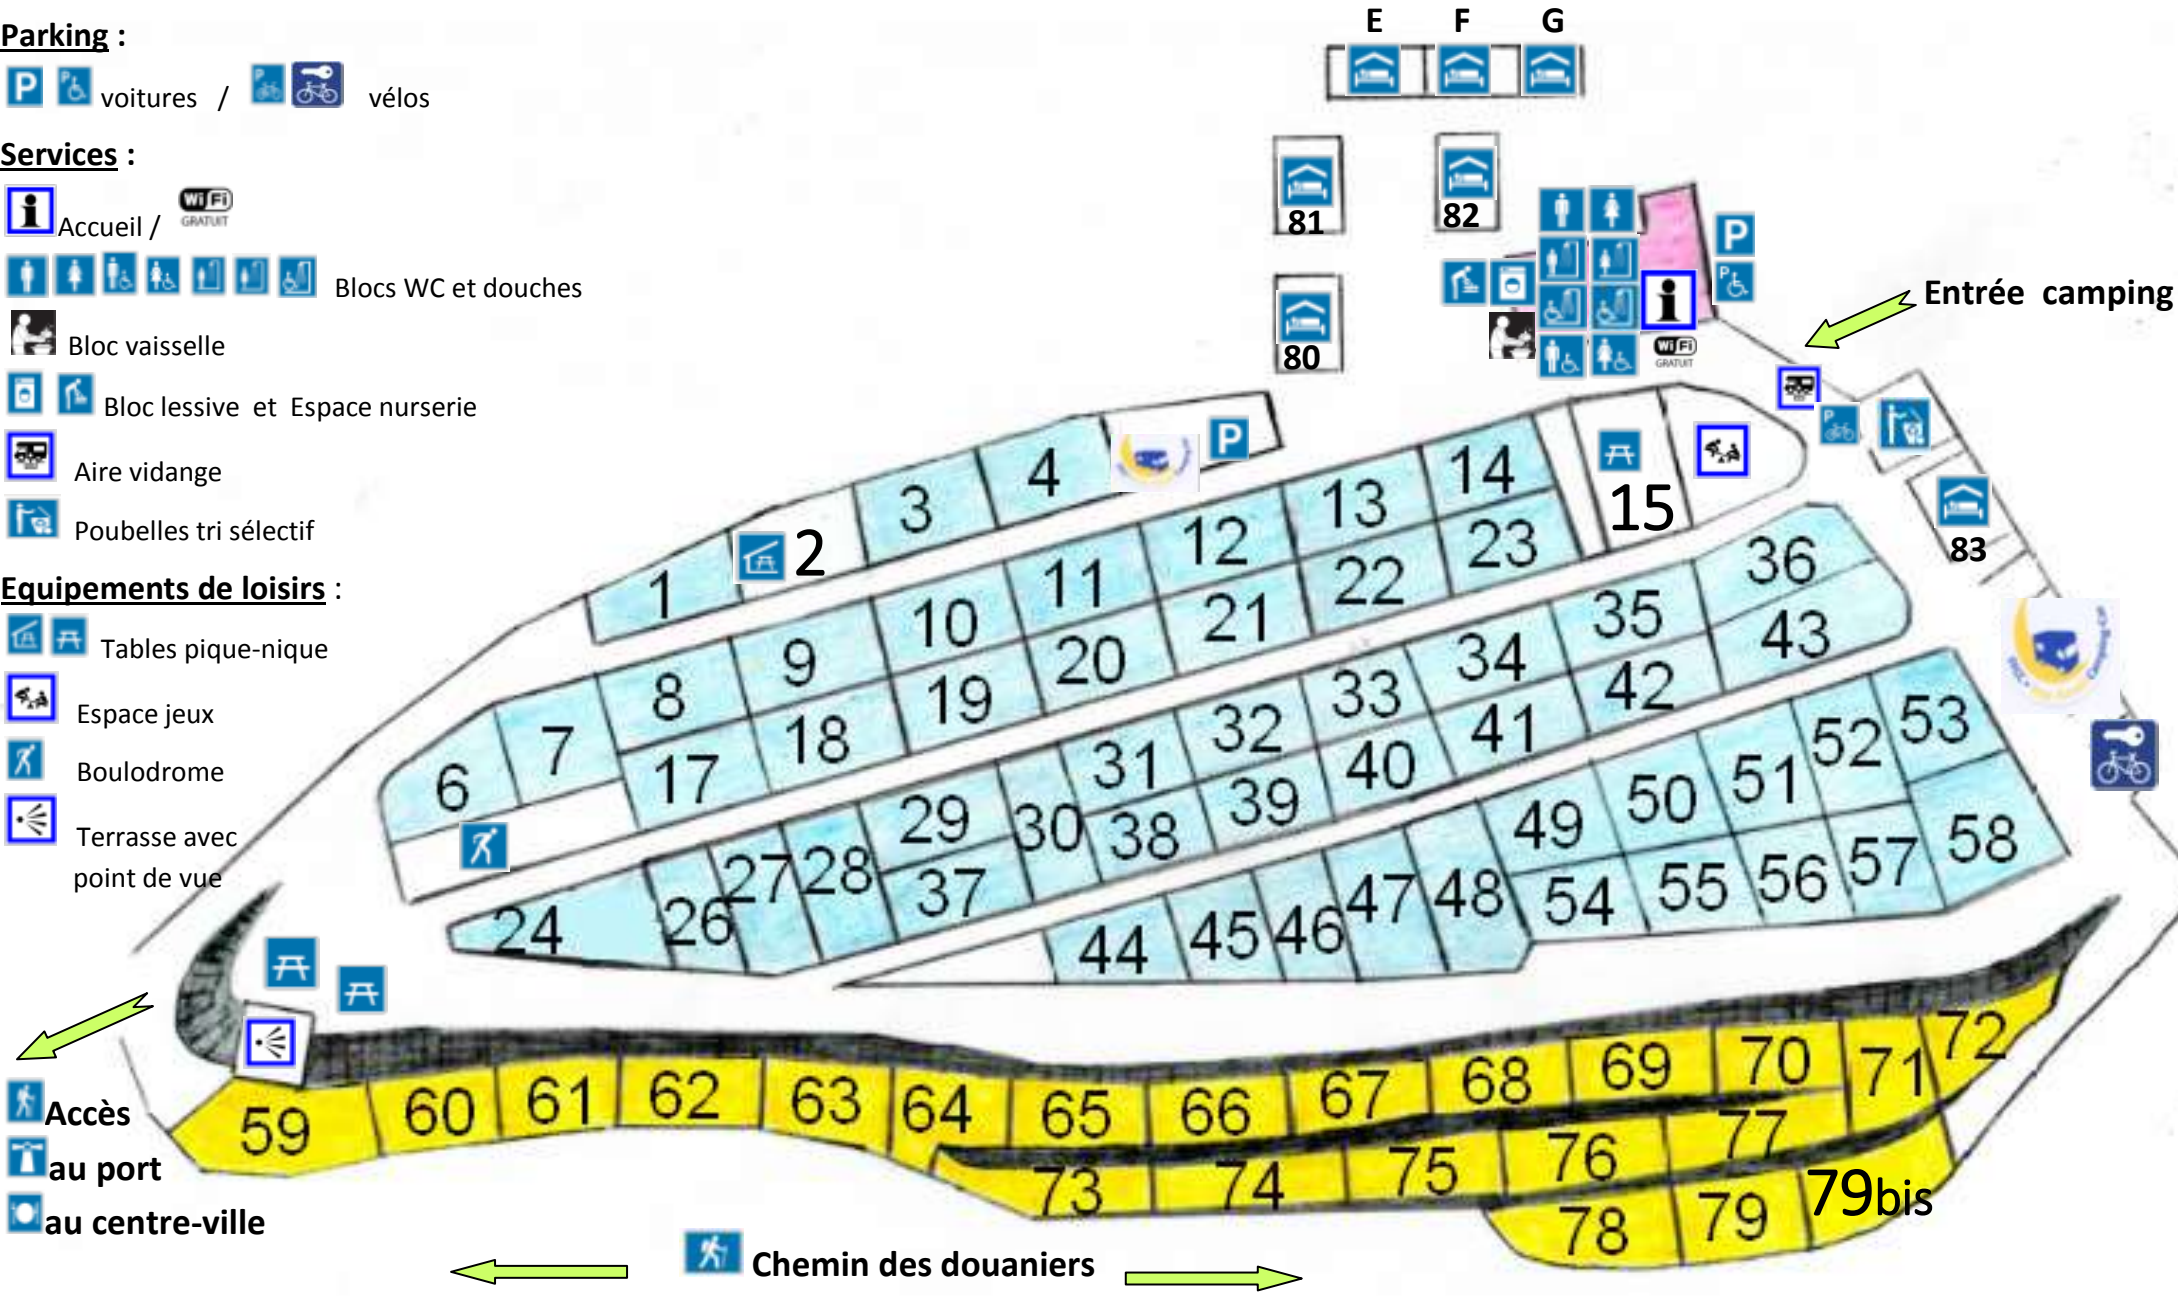 Parking :
P P voitures / P vélos
Services :
i Accueil / WiFi
GRATUIT
Blocs WC et douches
Bloc vaisselle
Bloc lessive et Espace nurserie
Aire vidange
Poubelles tri sélectif
Equipements de loisirs :
Tables pique-nique
Espace jeux
Boulodrome
Terrasse avec
point de vue
E F G
81 82
80
P
P
i
WiFi
GRATUIT
Entrée camping
P
83
P
1 2 3 4
6 7 8 9 10 11 12 13 14 15
17 18 19 20 21 22 23
24 26 27 28 29 30 31 32 33 34 35 36
37 38 39 40 41 42 43
44 45 46 47 48 49 50 51 52 53
54 55 56 57 58
59 60 61 62 63 64 65 66 67 68 69 70 71 72
73 74 75 76 77
78 79 79bis
Accès
au port
au centre-ville
Chemin des douaniers